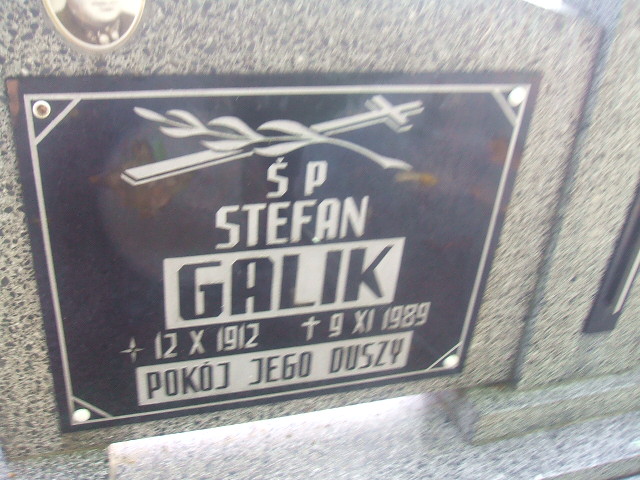 Ś P
STEFAN
GALIK
12 X 1912 † 9 XI 1989
POKÓJ JEGO DUSZY